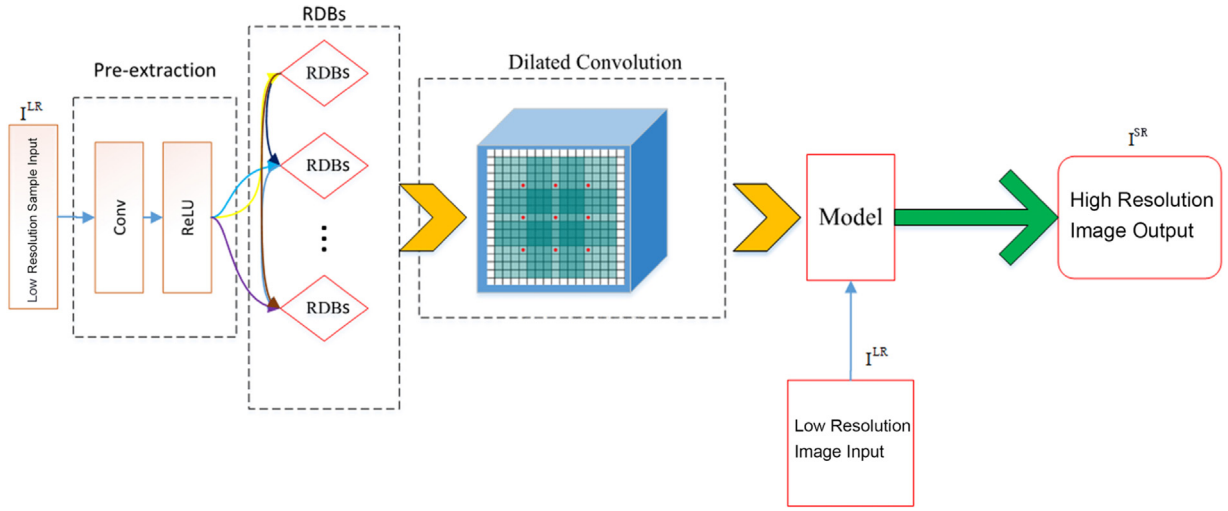 I^LR
Low Resolution Sample Input
Pre-extraction
Conv
ReLU
RDBs
RDBs
RDBs
RDBs
Dilated Convolution
Model
I^LR
Low Resolution
Image Input
I^SR
High Resolution
Image Output